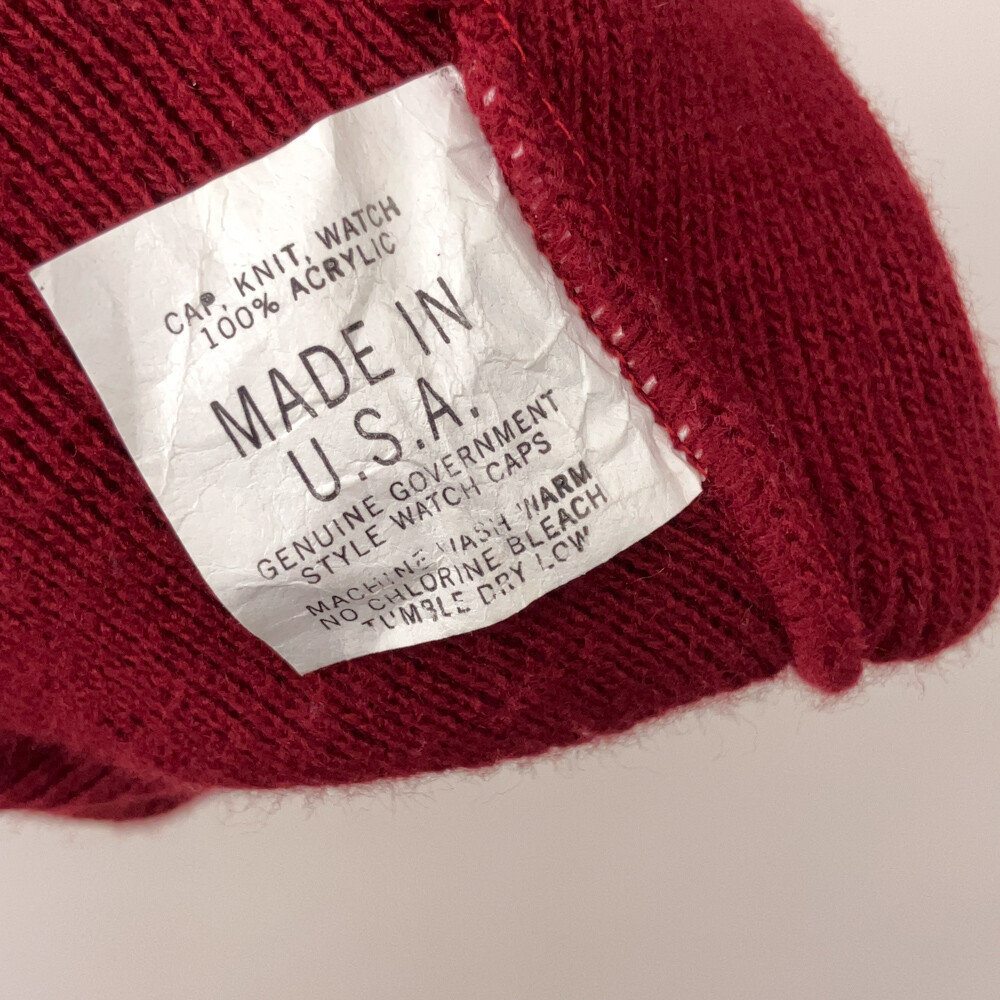 CAP, KNIT, WATCH
100% ACRYLIC
MADE IN
U.S.A.
GENUINE GOVERNMENT
STYLE WATCH CAPS
MACHINE WASH WARM
NO CHLORINE BLEACH
TUMBLE DRY LOW